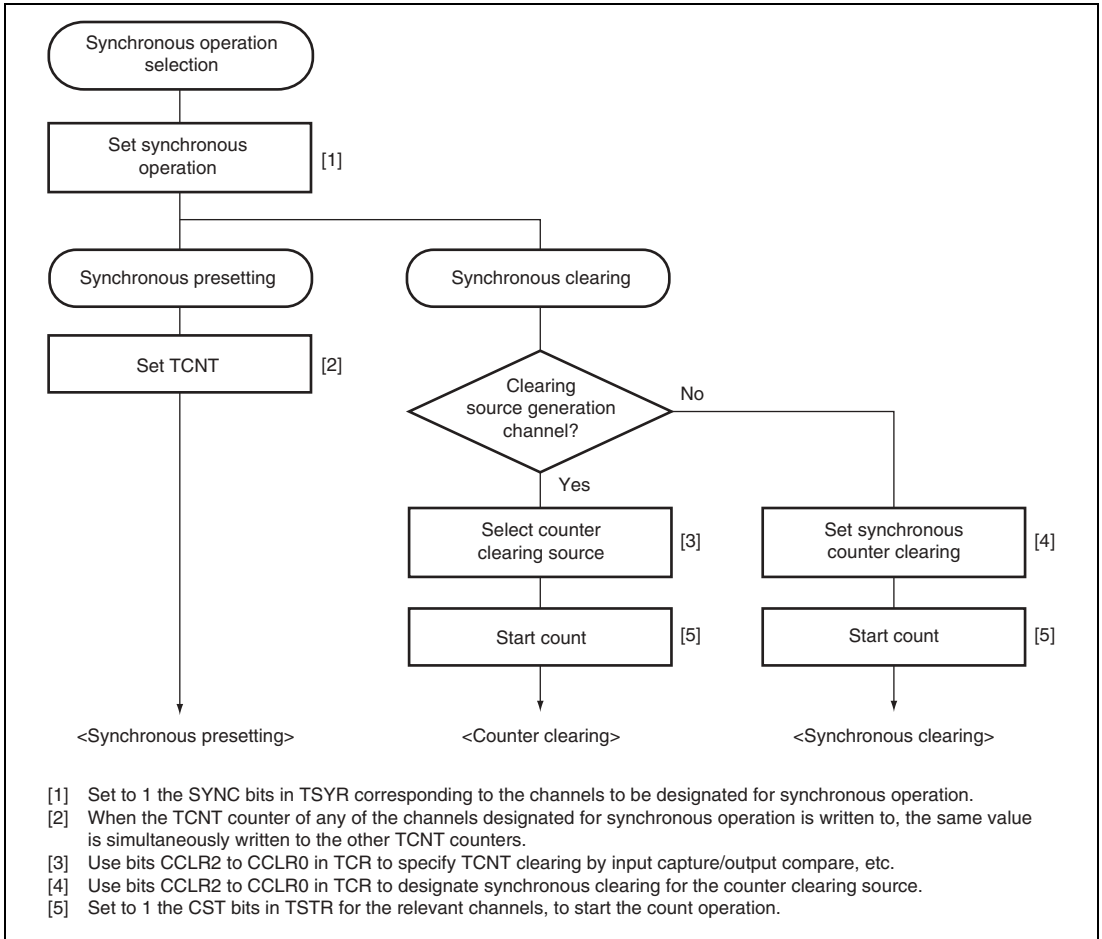 Synchronous operation
selection
Set synchronous
operation
[1]
Synchronous presetting
Synchronous clearing
Set TCNT
[2]
Clearing
source generation
channel?
No
Yes
Select counter
clearing source
[3]
Set synchronous
counter clearing
[4]
Start count
[5]
Start count
[5]
<Synchronous presetting>
<Counter clearing>
<Synchronous clearing>
[1] Set to 1 the SYNC bits in TSYR corresponding to the channels to be designated for synchronous operation.
[2] When the TCNT counter of any of the channels designated for synchronous operation is written to, the same value
is simultaneously written to the other TCNT counters.
[3] Use bits CCLR2 to CCLR0 in TCR to specify TCNT clearing by input capture/output compare, etc.
[4] Use bits CCLR2 to CCLR0 in TCR to designate synchronous clearing for the counter clearing source.
[5] Set to 1 the CST bits in TSTR for the relevant channels, to start the count operation.